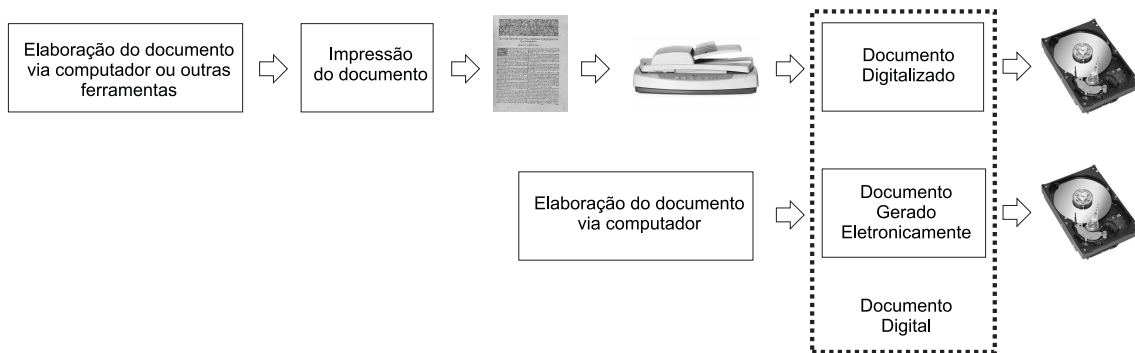 Elaboração do documento
via computador ou outras
ferramentas
Impressão
do documento
Documento
Digitalizado
Elaboração do documento
via computador
Documento
Gerado
Eletronicamente
Documento
Digital